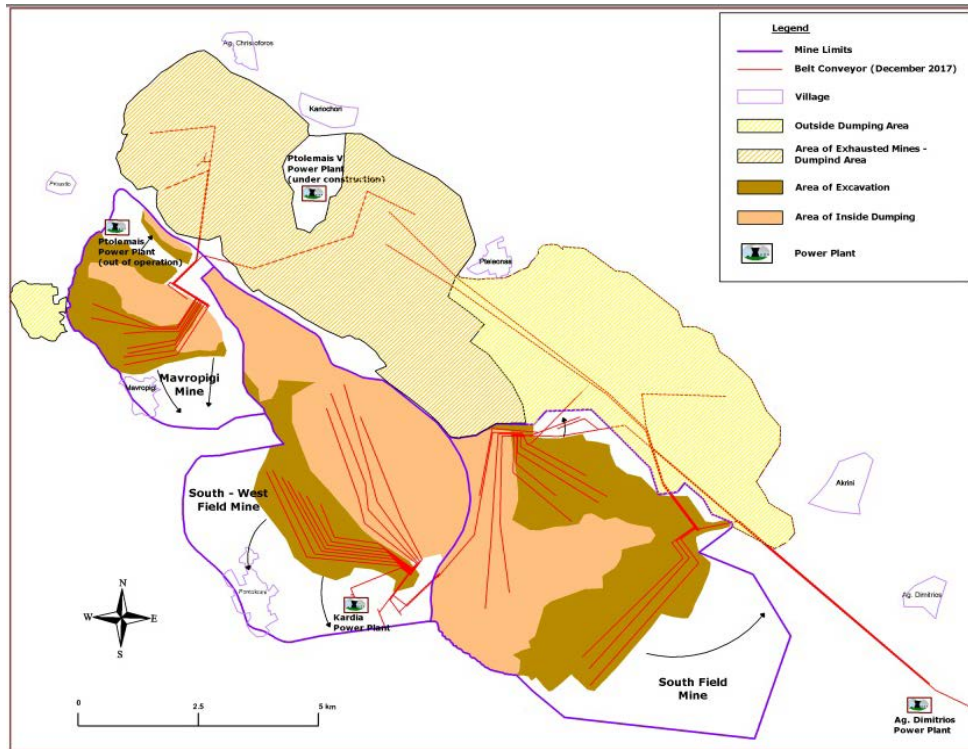 Legend
Mine Limits
Belt Conveyor (December 2017)
Village
Outside Dumping Area
Area of Exhausted Mines -
Dumpind Area
Area of Excavation
Area of Inside Dumping
Power Plant
Ag. Christoforos
Kariochori
Ptolemais V
Power Plant
(under construction)
Ptolemais
Power Plant
(out of operation)
Pteleonas
Mavropigi
Mavropigi
Mine
South - West
Field Mine
Akrini
Kardia
Power Plant
Ag. Dimitrios
South Field
Mine
Ag. Dimitrios
Power Plant
N
W
E
S
0
2.5
5 km